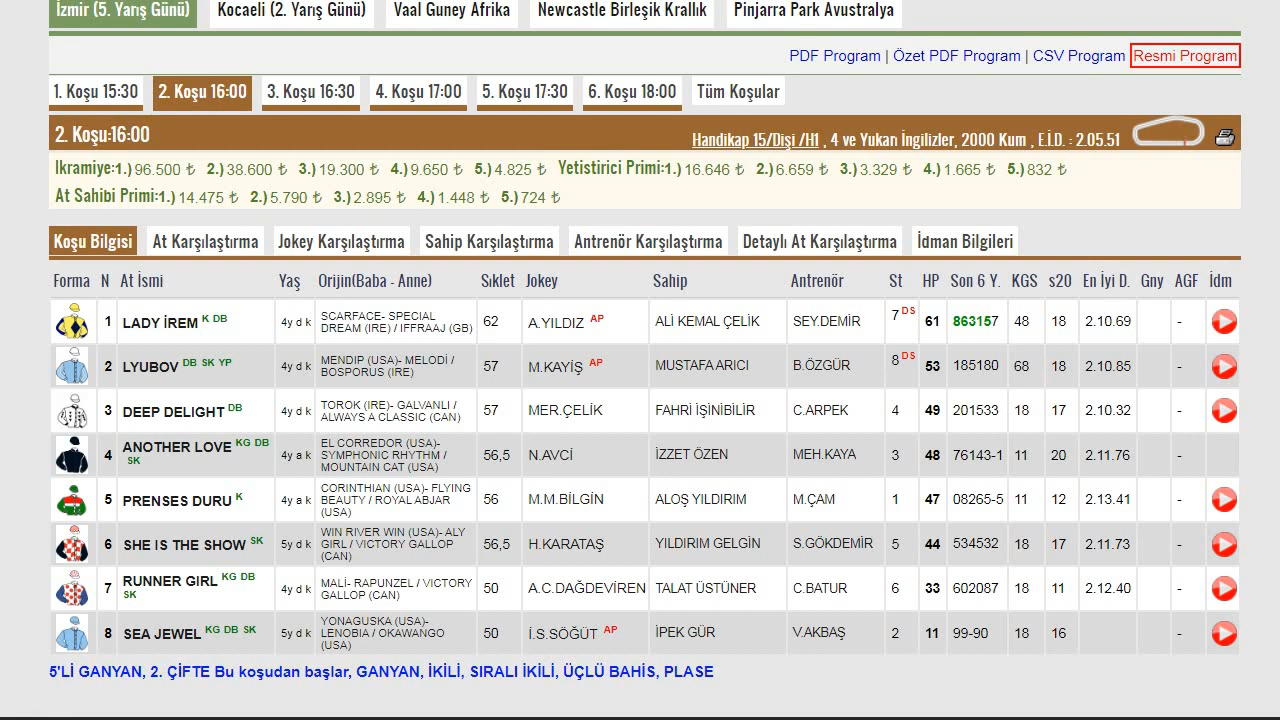 İzmir (5. Yarış Günü) Kocaeli (2. Yarış Günü) Vaal Guney Afrika Newcastle Birleşik Krallık Pinjarra Park Avustralya
PDF Program | Özet PDF Program | CSV Program Resmi Program
1. Koşu 15:30 2. Koşu 16:00 3. Koşu 16:30 4. Koşu 17:00 5. Koşu 17:30 6. Koşu 18:00 Tüm Koşular
2. Koşu:16:00 Handikap 15/Dişi /H1 , 4 ve Yukarı İngilizler, 2000 Kum , E.İ.D. : 2.05.51
Ikramiye:1.) 96.500 ₺ 2.) 38.600 ₺ 3.) 19.300 ₺ 4.) 9.650 ₺ 5.) 4.825 ₺ Yetistirici Primi:1.) 16.646 ₺ 2.) 6.659 ₺ 3.) 3.329 ₺ 4.) 1.665 ₺ 5.) 832 ₺
At Sahibi Primi:1.) 14.475 ₺ 2.) 5.790 ₺ 3.) 2.895 ₺ 4.) 1.448 ₺ 5.) 724 ₺
Koşu Bilgisi At Karşılaştırma Jokey Karşılaştırma Sahip Karşılaştırma Antrenör Karşılaştırma Detaylı At Karşılaştırma İdman Bilgileri
Forma N At İsmi Yaş Orijin(Baba - Anne) Sıklet Jokey Sahip Antrenör St HP Son 6 Y. KGS s20 En İyi D. Gny AGF İdm
1 LADY İREM K DB 4y d k SCARFACE- SPECIAL DREAM (IRE) / IFFRAAJ (GB) 62 A.YILDIZ AP ALİ KEMAL ÇELİK SEY.DEMİR 7 DS 61 863157 48 18 2.10.69 -
2 LYUBOV DB SK YP 4y d k MENDIP (USA)- MELODİ / BOSPORUS (IRE) 57 M.KAYİŞ AP MUSTAFA ARICI B.ÖZGÜR 8 DS 53 185180 68 18 2.10.85 -
3 DEEP DELIGHT DB 4y d k TOROK (IRE)- GALVANLI / ALWAYS A CLASSIC (CAN) 57 MER.ÇELİK FAHRİ İŞİNİBİLİR C.ARPEK 4 49 201533 18 17 2.10.32 -
4 ANOTHER LOVE KG DB SK 4y a k EL CORREDOR (USA)- SYMPHONIC RHYTHM / MOUNTAIN CAT (USA) 56,5 N.AVCİ İZZET ÖZEN MEH.KAYA 3 48 76143-1 11 20 2.11.76 -
5 PRENSES DURU K 4y a k CORINTHIAN (USA)- FLYING BEAUTY / ROYAL ABJAR (USA) 56 M.M.BİLGİN ALOŞ YILDIRIM M.ÇAM 1 47 08265-5 11 12 2.13.41 -
6 SHE IS THE SHOW SK 5y d k WIN RIVER WIN (USA)- ALY GIRL / VICTORY GALLOP (CAN) 56,5 H.KARATAŞ YILDIRIM GELGİN S.GÖKDEMİR 5 44 534532 18 17 2.11.73 -
7 RUNNER GIRL KG DB SK 4y d k MALİ- RAPUNZEL / VICTORY GALLOP (CAN) 50 A.C.DAĞDEVİREN TALAT ÜSTÜNER C.BATUR 6 33 602087 18 11 2.12.40 -
8 SEA JEWEL KG DB SK 5y d k YONAGUSKA (USA)- LENOBIA / OKAWANGO (USA) 50 İ.S.SÖĞÜT AP İPEK GÜR V.AKBAŞ 2 11 99-90 18 16 -
5'Lİ GANYAN, 2. ÇİFTE Bu koşudan başlar, GANYAN, İKİLİ, SIRALI İKİLİ, ÜÇLÜ BAHİS, PLASE